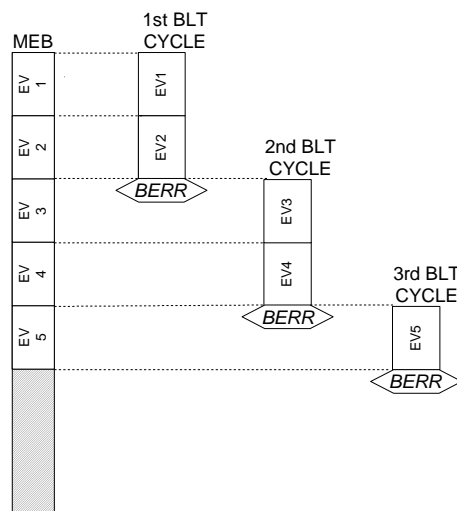 1st BLT
MEB
CYCLE
EV 1
EV1
EV 2
EV2
2nd BLT
CYCLE
BERR
EV 3
EV3
EV 4
EV4
3rd BLT
CYCLE
BERR
EV 5
EV5
BERR